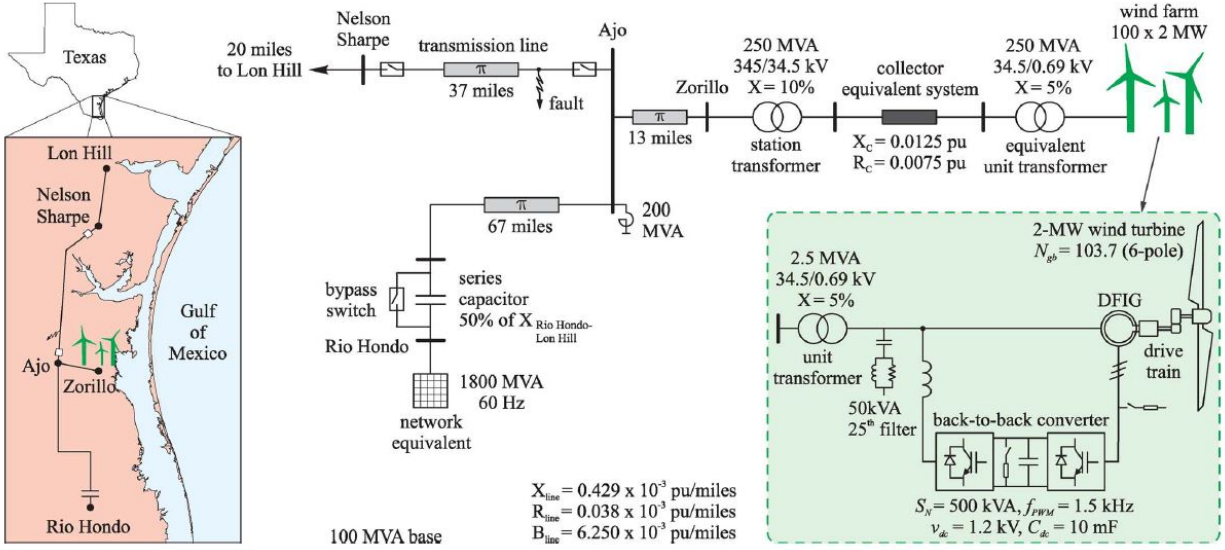 Texas
Lon Hill
Nelson
Sharpe
Gulf
of
Mexico
Ajo
Zorillo
Rio Hondo
20 miles
to Lon Hill
Nelson
Sharpe
transmission line
π
37 miles
fault
Ajo
π
13 miles
Zorillo
250 MVA
345/34.5 kV
X = 10%
station
transformer
collector
equivalent system
X_C = 0.0125 pu
R_C = 0.0075 pu
250 MVA
34.5/0.69 kV
X = 5%
equivalent
unit transformer
wind farm
100 x 2 MW
π
67 miles
200
MVA
bypass
switch
series
capacitor
50% of X_Rio Hondo-
Lon Hill
Rio Hondo
1800 MVA
60 Hz
network
equivalent
X_line = 0.429 x 10⁻³ pu/miles
R_line = 0.038 x 10⁻³ pu/miles
B_line = 6.250 x 10⁻³ pu/miles
100 MVA base
2-MW wind turbine
N_gb = 103.7 (6-pole)
2.5 MVA
34.5/0.69 kV
X = 5%
unit
transformer
DFIG
drive
train
50kVA
25th filter
back-to-back converter
S_N = 500 kVA, f_PWM = 1.5 kHz
v_dc = 1.2 kV, C_dc = 10 mF